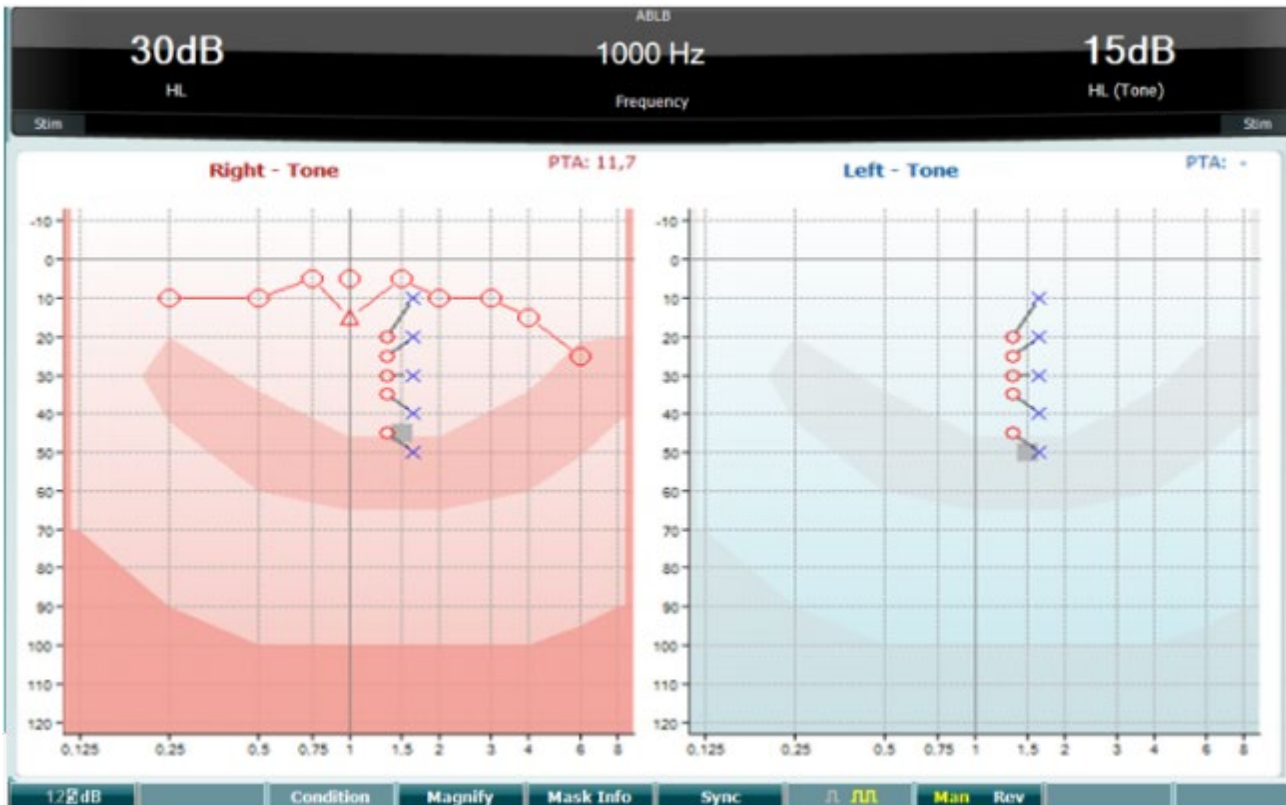 ABLB
30dB 1000 Hz 15dB
HL Frequency HL (Tone)
Stim Stim
Right - Tone PTA: 11,7 Left - Tone PTA: -
-10 -10
0 0
10 10
20 20
30 30
40 40
50 50
60 60
70 70
80 80
90 90
100 100
110 110
120 120
0,125 0,25 0,5 0,75 1 1,5 2 3 4 6 8 0,125 0,25 0,5 0,75 1 1,5 2 3 4 6 8
Condition Magnify Mask Info Sync Man Rev